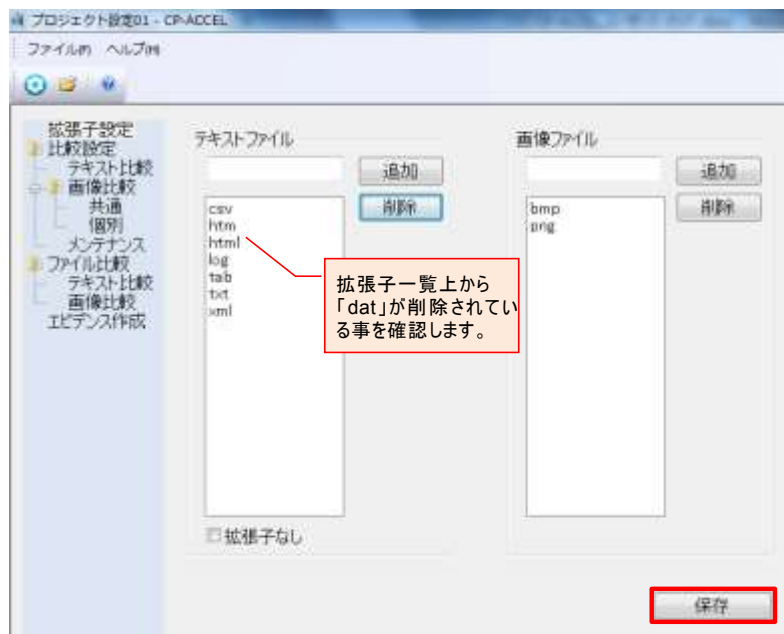 プロジェクト設定01 - CP-ACCEL
ファイル(F) ヘルプ(H)
拡張子設定
比較設定
テキスト比較
画像比較
共通
個別
メンテナンス
ファイル比較
テキスト比較
画像比較
エビデンス作成
テキストファイル
追加
削除
csv
htm
html
log
tab
txt
xml
拡張子一覧上から
「dat」が削除されてい
る事を確認します。
拡張子なし
画像ファイル
追加
削除
bmp
png
保存